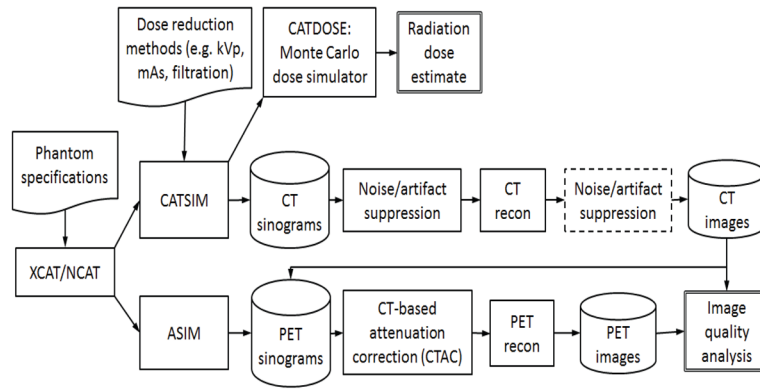 Dose reduction
methods (e.g. kVp,
mAs, filtration)
CATDOSE:
Monte Carlo
dose simulator
Radiation
dose
estimate
Phantom
specifications
CATSIM
CT
sinograms
Noise/artifact
suppression
CT
recon
Noise/artifact
suppression
CT
images
XCAT/NCAT
ASIM
PET
sinograms
CT-based
attenuation
correction (CTAC)
PET
recon
PET
images
Image
quality
analysis